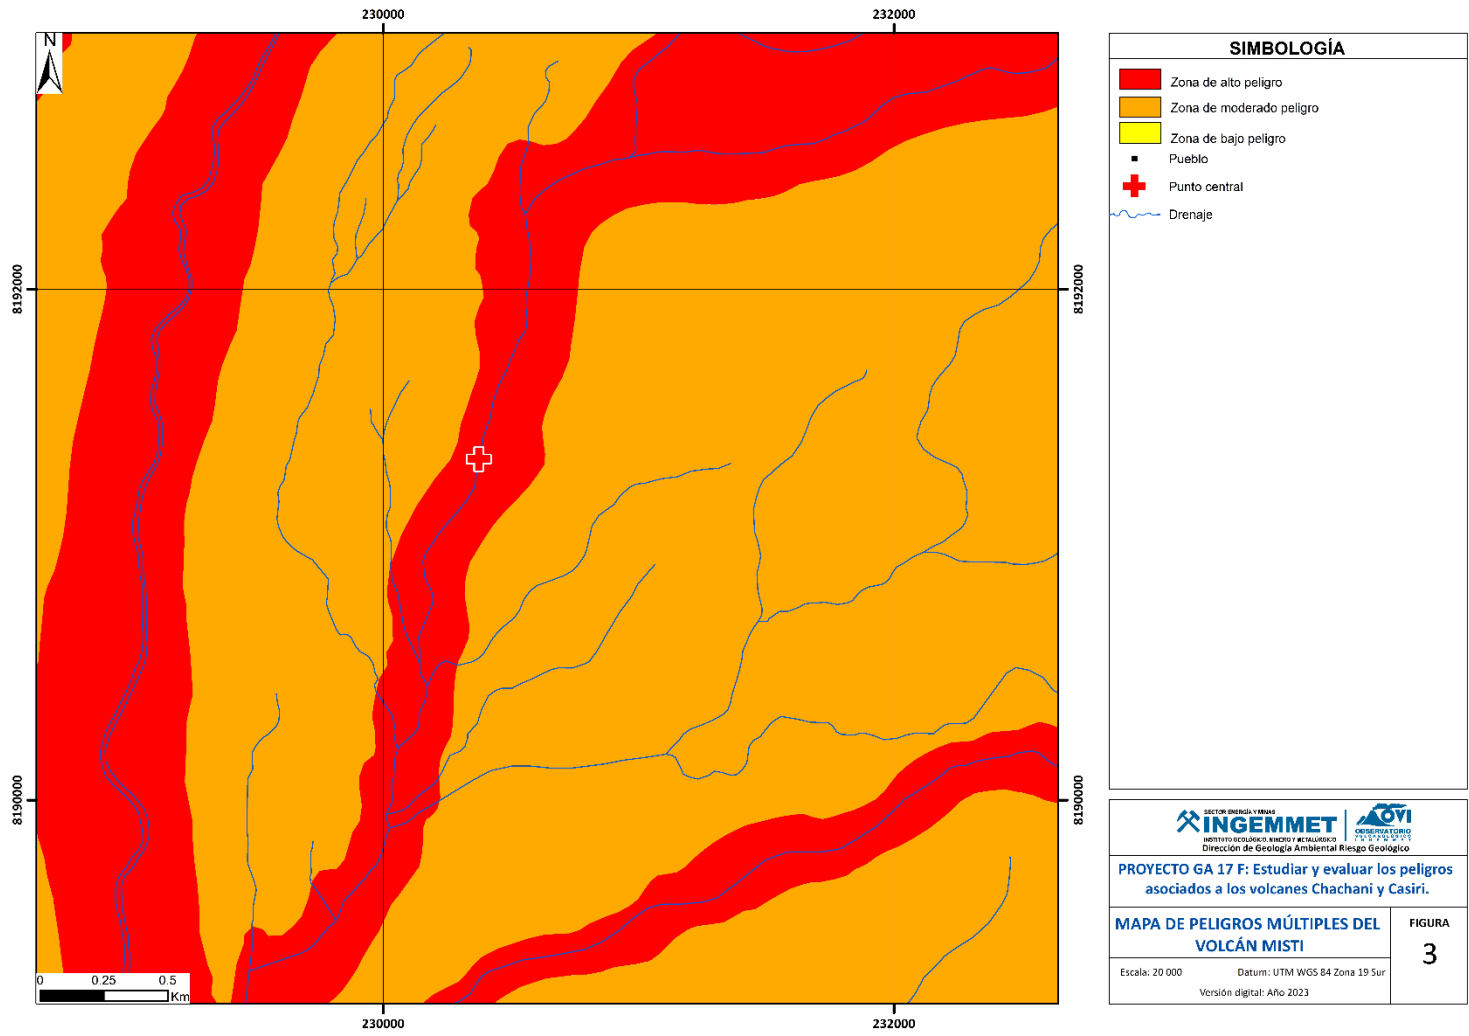 230000
232000
N
8192000
8192000
8190000
8190000
0 0.25 0.5
Km
230000
232000
SIMBOLOGÍA
Zona de alto peligro
Zona de moderado peligro
Zona de bajo peligro
Pueblo
Punto central
Drenaje
SECTOR ENERGÍA Y MINAS
INGEMMET
INSTITUTO GEOLÓGICO, MINERO Y METALÚRGICO
OVI
OBSERVATORIO
VULCANOLÓGICO
INGEMMET
Dirección de Geología Ambiental Riesgo Geológico
PROYECTO GA 17 F: Estudiar y evaluar los peligros
asociados a los volcanes Chachani y Casiri.
MAPA DE PELIGROS MÚLTIPLES DEL
VOLCÁN MISTI
FIGURA
3
Escala: 20 000 Datum: UTM WGS 84 Zona 19 Sur
Versión digital: Año 2023